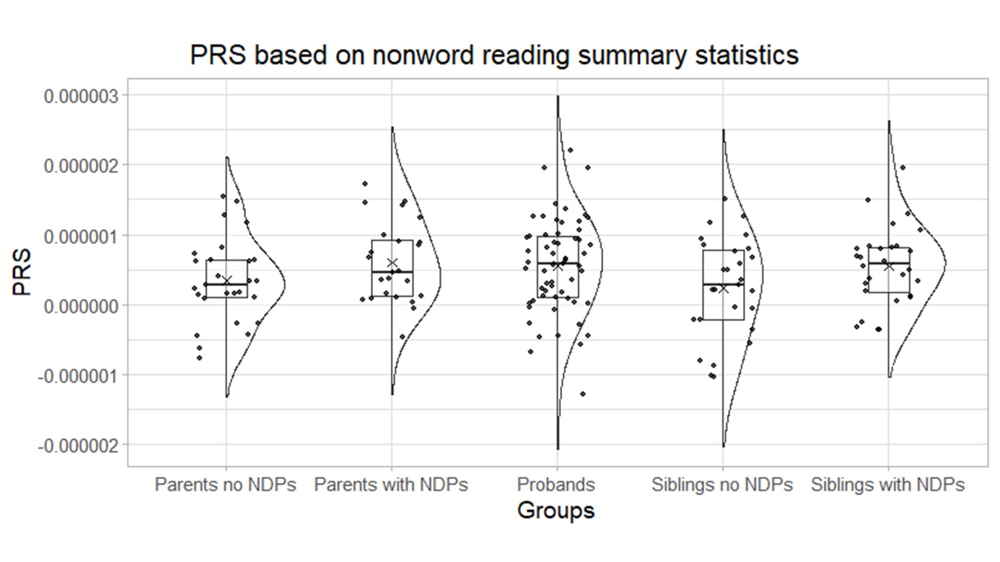 PRS based on nonword reading summary statistics
0.000003
0.000002
0.000001
0.000000
-0.000001
-0.000002
PRS
Parents no NDPs
Parents with NDPs
Probands
Siblings no NDPs
Siblings with NDPs
Groups